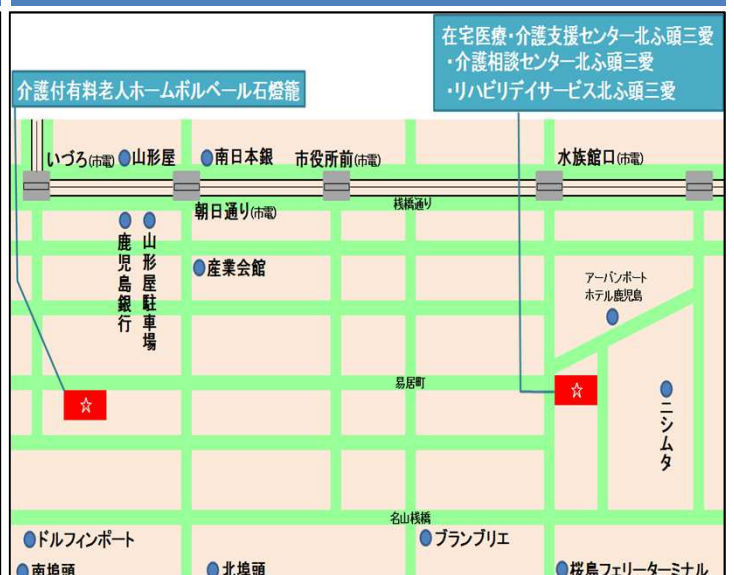 在宅医療・介護支援センター北ふ頭三愛
・介護相談センター北ふ頭三愛
・リハビリデイサービス北ふ頭三愛
介護付有料老人ホームボルベール石燈籠
いづろ(市電)
山形屋
南日本銀
市役所前(市電)
水族館口(市電)
朝日通り(市電)
桟橋通り
鹿児島銀行
山形屋駐車場
産業会館
アーバンポート
ホテル鹿児島
易居町
ニシムタ
名山桟橋
ドルフィンポート
ブランブリエ
南埠頭
北埠頭
桜島フェリーターミナル